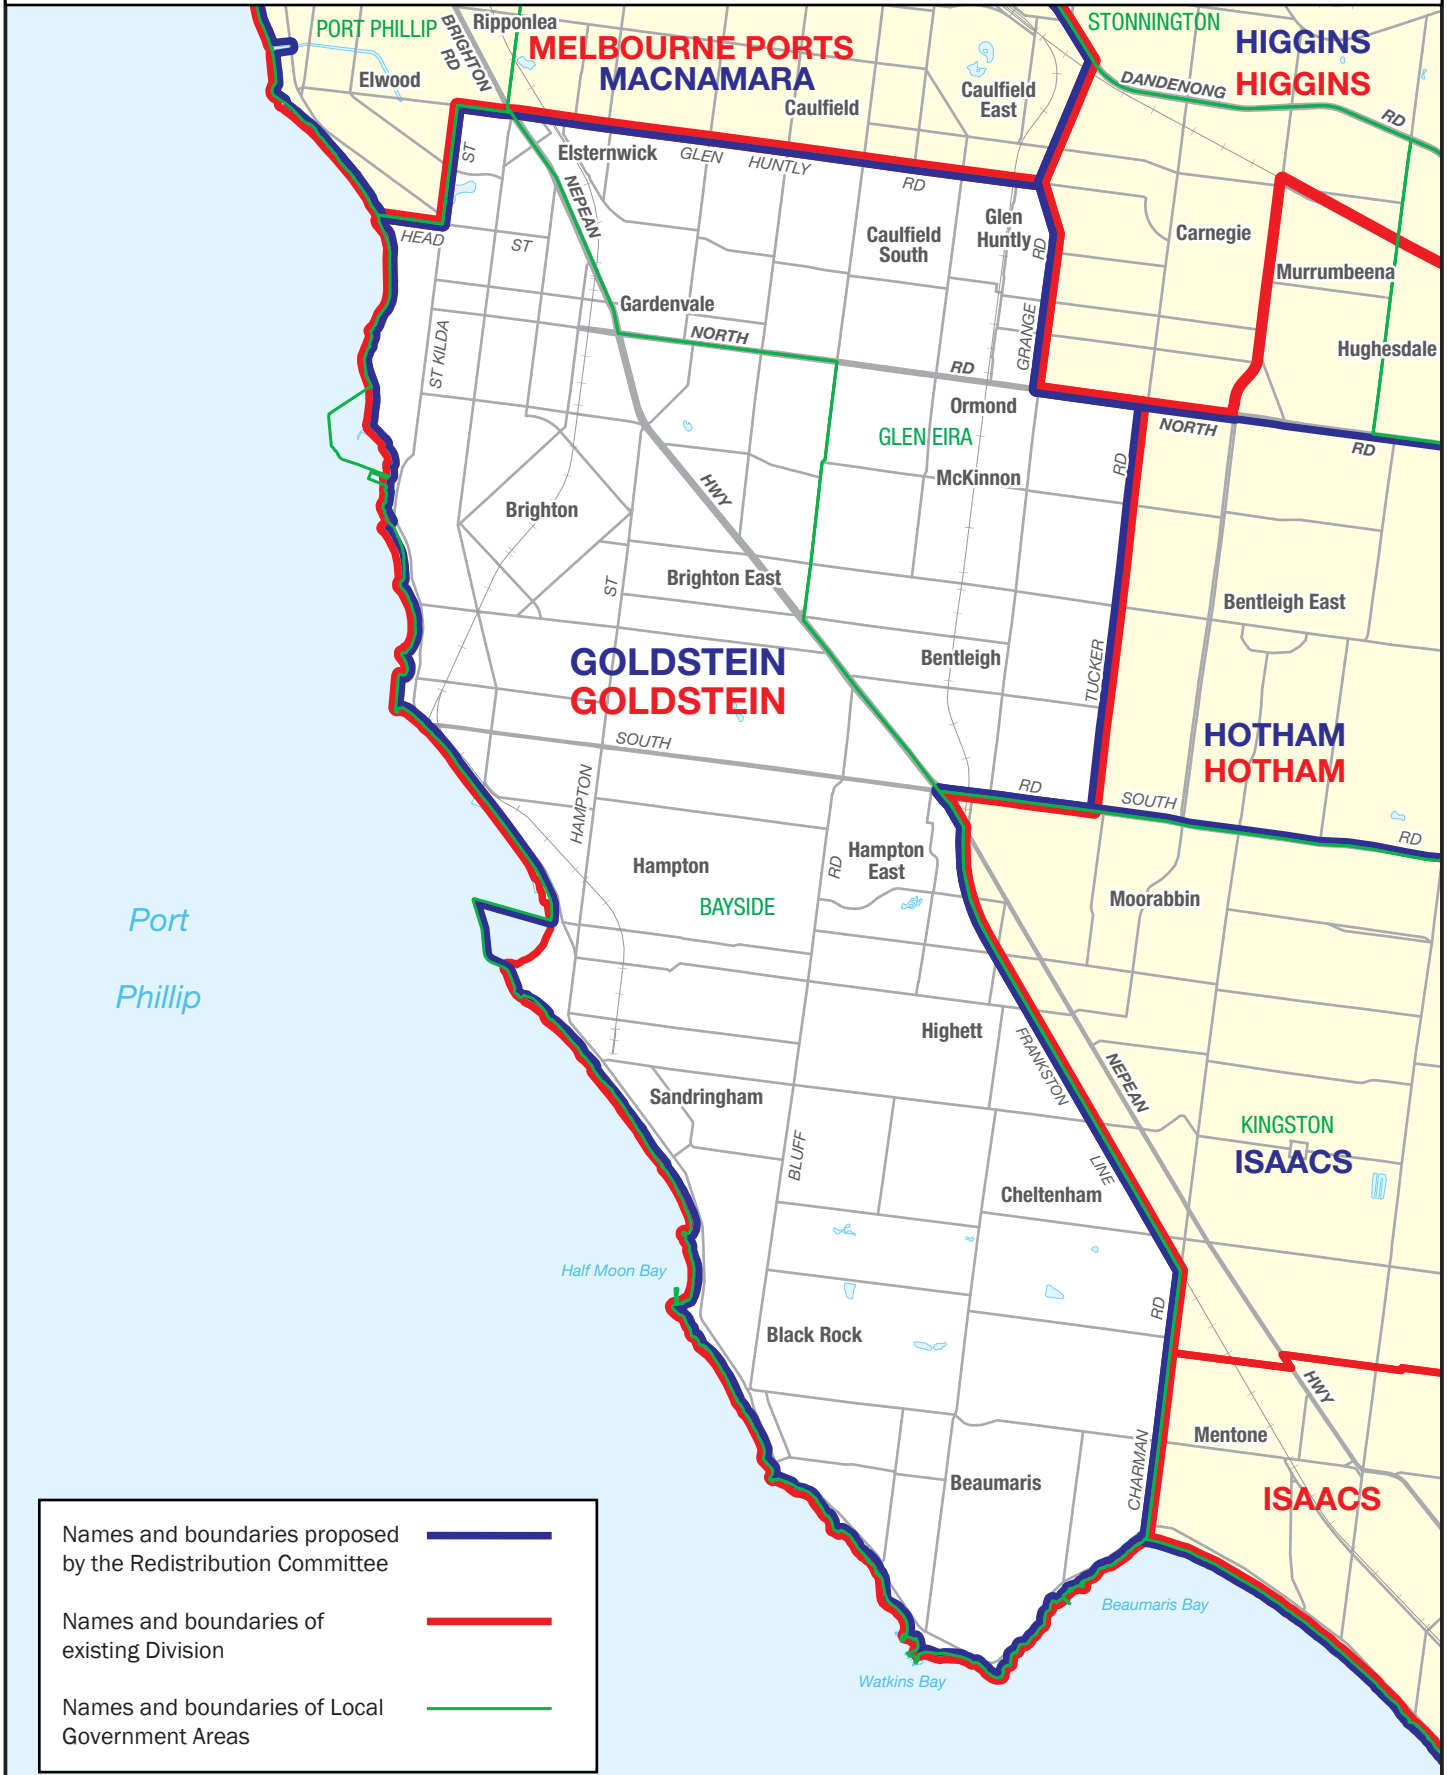 PORT PHILLIP
BRIGHTON
RD
Ripponlea
STONNINGTON
MELBOURNE PORTS
MACNAMARA
HIGGINS
HIGGINS
Elwood
Caulfield
Caulfield
East
DANDENONG
RD
ST
Elsternwick
GLEN
HUNTLY
RD
NEPEAN
HEAD
ST
Caulfield
South
Glen
Huntly
RD
Carnegie
Murrumbeena
Gardenvale
ST KILDA
NORTH
RD
GRANGE
Hughesdale
Ormond
GLEN EIRA
NORTH
RD
McKinnon
RD
HWY
Brighton
Brighton East
ST
Bentleigh East
Bentleigh
TUCKER
GOLDSTEIN
GOLDSTEIN
HOTHAM
HOTHAM
SOUTH
RD
SOUTH
RD
HAMPTON
Hampton
RD
Hampton
East
BAYSIDE
Moorabbin
Port
Phillip
Highett
FRANKSTON
NEPEAN
Sandringham
KINGSTON
ISAACS
BLUFF
LINE
Cheltenham
Half Moon Bay
RD
Black Rock
HWY
Mentone
CHARMAN
Beaumaris
ISAACS
Names and boundaries proposed
by the Redistribution Committee
Names and boundaries of
existing Division
Names and boundaries of Local
Government Areas
Beaumaris Bay
Watkins Bay